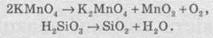 2KMnO₄ → K₂MnO₄ + MnO₂ + O₂,
H₂SiO₃ → SiO₂ + H₂O.